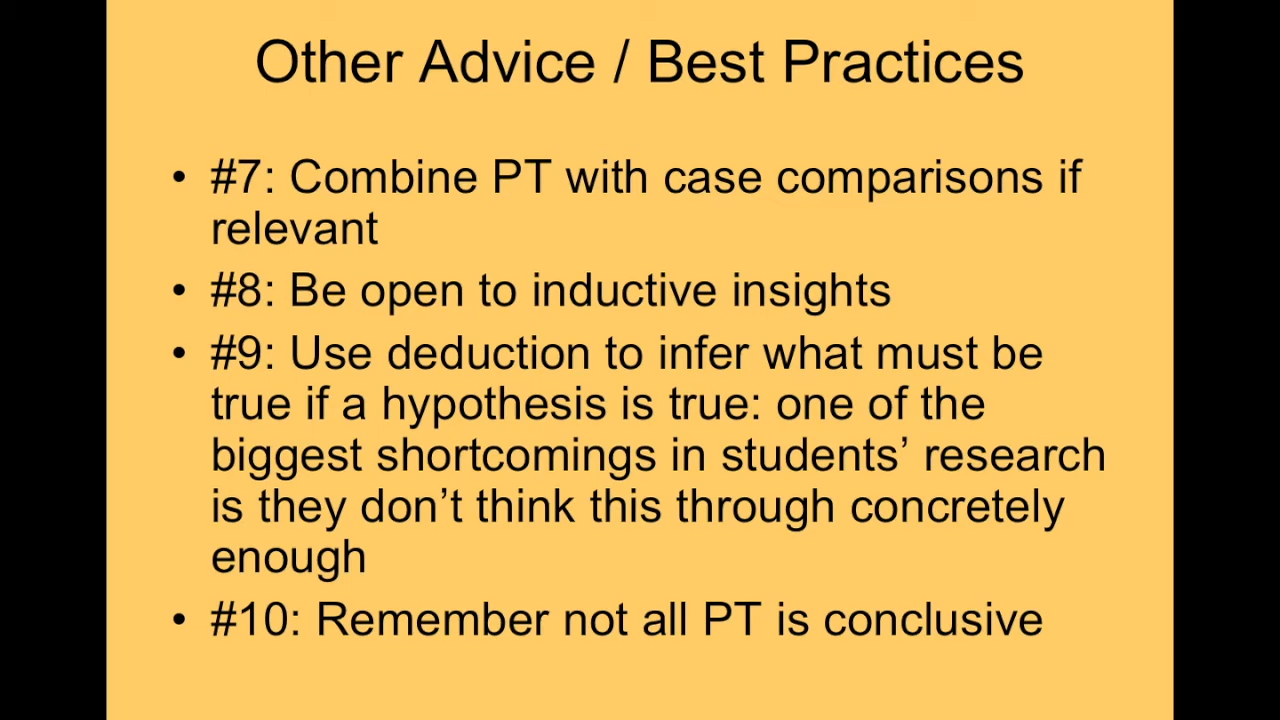 Other Advice / Best Practices
• #7: Combine PT with case comparisons if
relevant
• #8: Be open to inductive insights
• #9: Use deduction to infer what must be
true if a hypothesis is true: one of the
biggest shortcomings in students’ research
is they don’t think this through concretely
enough
• #10: Remember not all PT is conclusive